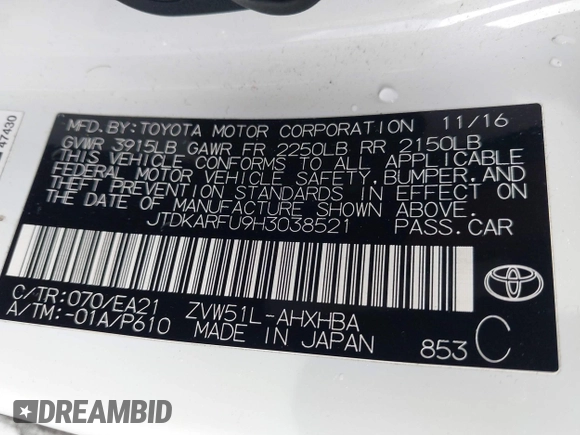 47430
MFD.BY:TOYOTA MOTOR CORPORATION 11/16
GVWR 3915LB GAWR FR 2250LB RR 2150LB
THIS VEHICLE CONFORMS TO ALL APPLICABLE
FEDERAL MOTOR VEHICLE SAFETY, BUMPER, AND
THEFT PREVENTION STANDARDS IN EFFECT ON
THE DATE OF MANUFACTURE SHOWN ABOVE.
JTDKARFU9H3038521 PASS.CAR
C/TR:070/EA21 ZVW51L-AHXHBA
A/TM:-01A/P610 MADE IN JAPAN 853 C
DREAMBID